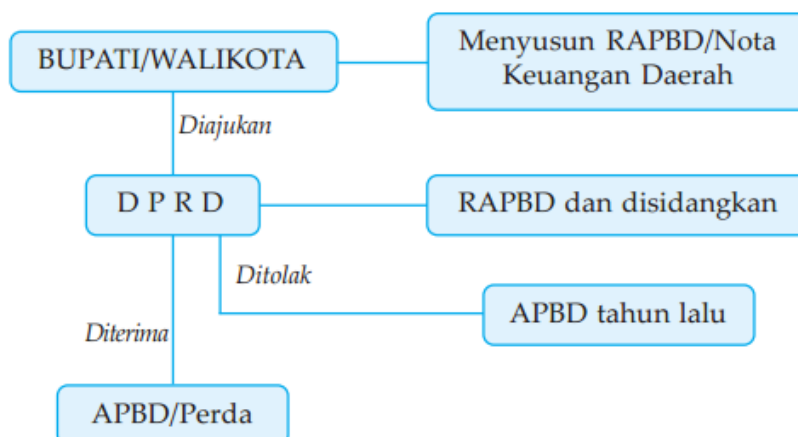 BUPATI/WALIKOTA
Menyusun RAPBD/Nota
Keuangan Daerah
Diajukan
D P R D
RAPBD dan disidangkan
Ditolak
APBD tahun lalu
Diterima
APBD/Perda